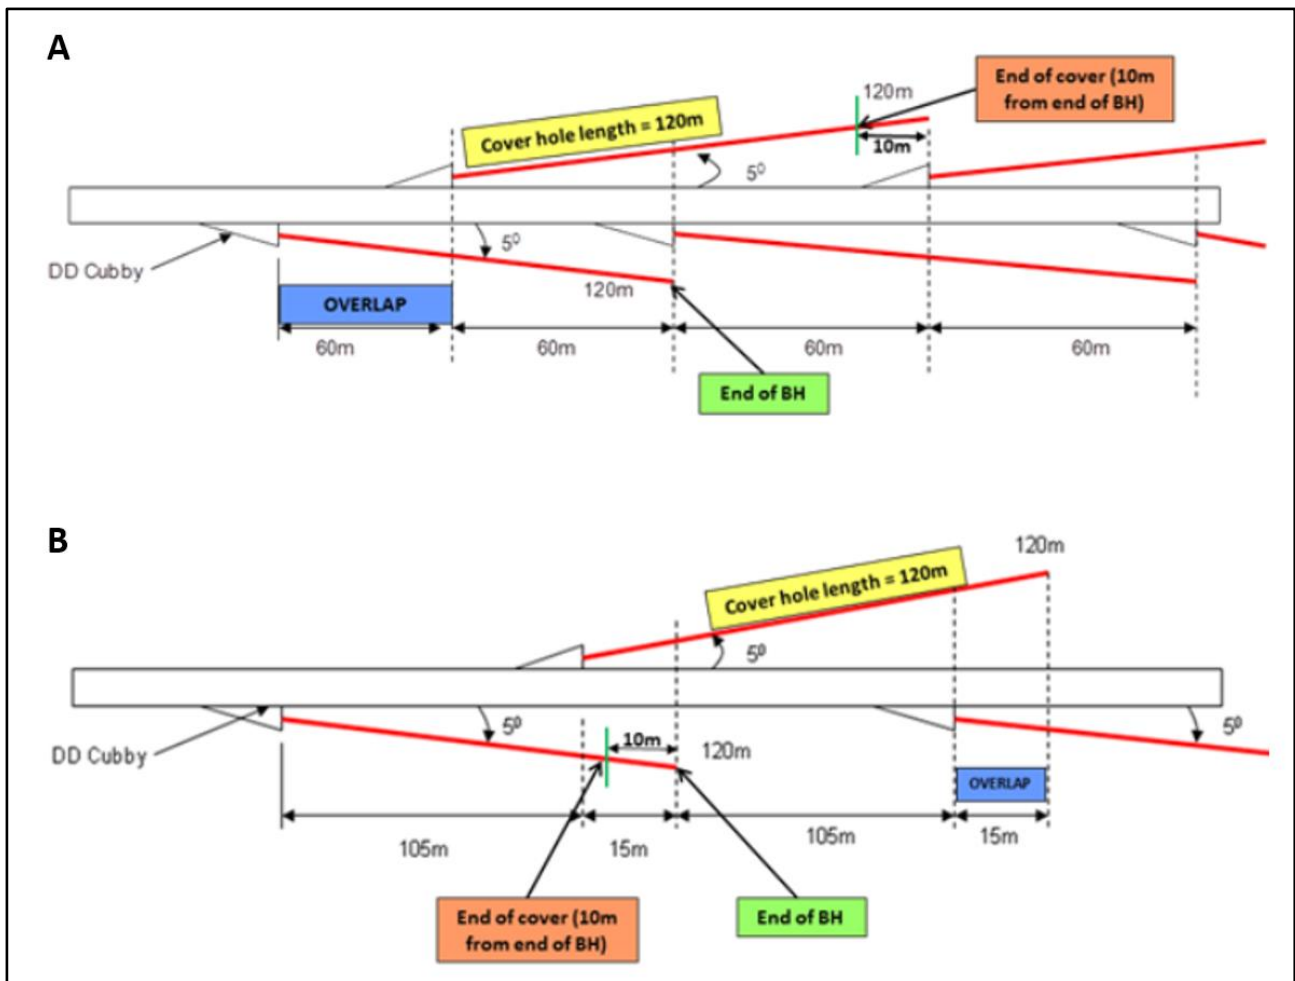 A
120m
End of cover (10m
from end of BH)
Cover hole length = 120m
10m
5⁰
5⁰
DD Cubby
120m
OVERLAP
60m
60m
60m
60m
End of BH
B
120m
Cover hole length = 120m
5⁰
5⁰
5⁰
10m
120m
DD Cubby
OVERLAP
105m
15m
105m
15m
End of cover (10m
from end of BH)
End of BH